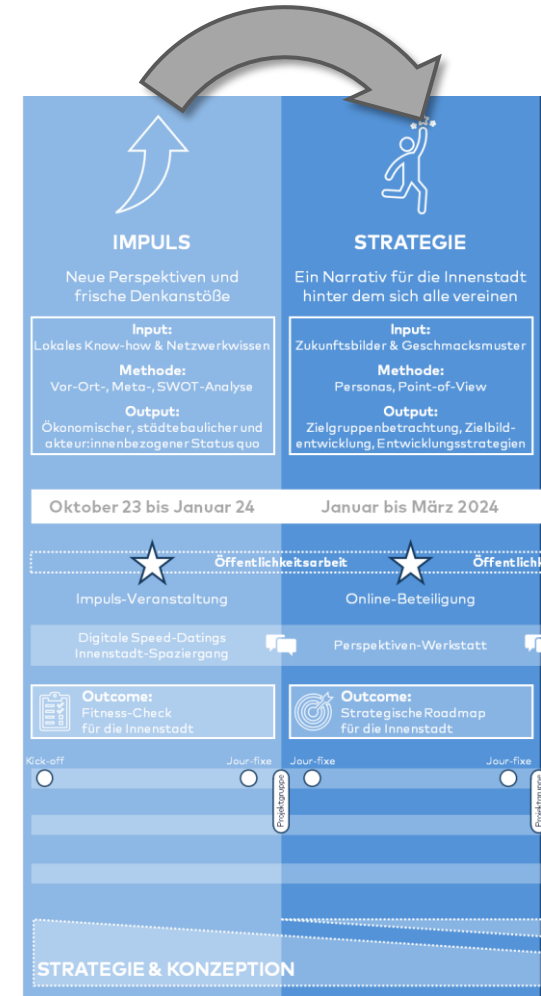 IMPULS
Neue Perspektiven und
frische Denkanstöße
Input:
Lokales Know-how & Netzwerkwissen
Methode:
Vor-Ort-, Meta-, SWOT-Analyse
Output:
Ökonomischer, städtebaulicher und
akteur:innenbezogener Status quo
STRATEGIE
Ein Narrativ für die Innenstadt
hinter dem sich alle vereinen
Input:
Zukunftsbilder & Geschmacksmuster
Methode:
Personas, Point-of-View
Output:
Zielgruppenbetrachtung, Zielbild-
entwicklung, Entwicklungsstrategien
Oktober 23 bis Januar 24
Januar bis März 2024
Öffentlichkeitsarbeit
Öffentlichk
Impuls-Veranstaltung
Online-Beteiligung
Digitale Speed-Datings
Innenstadt-Spaziergang
Perspektiven-Werkstatt
Outcome:
Fitness-Check
für die Innenstadt
Outcome:
Strategische Roadmap
für die Innenstadt
Kick-off
Jour-fixe
Jour-fixe
Jour-fixe
Projektgruppe
Projektgruppe
STRATEGIE & KONZEPTION